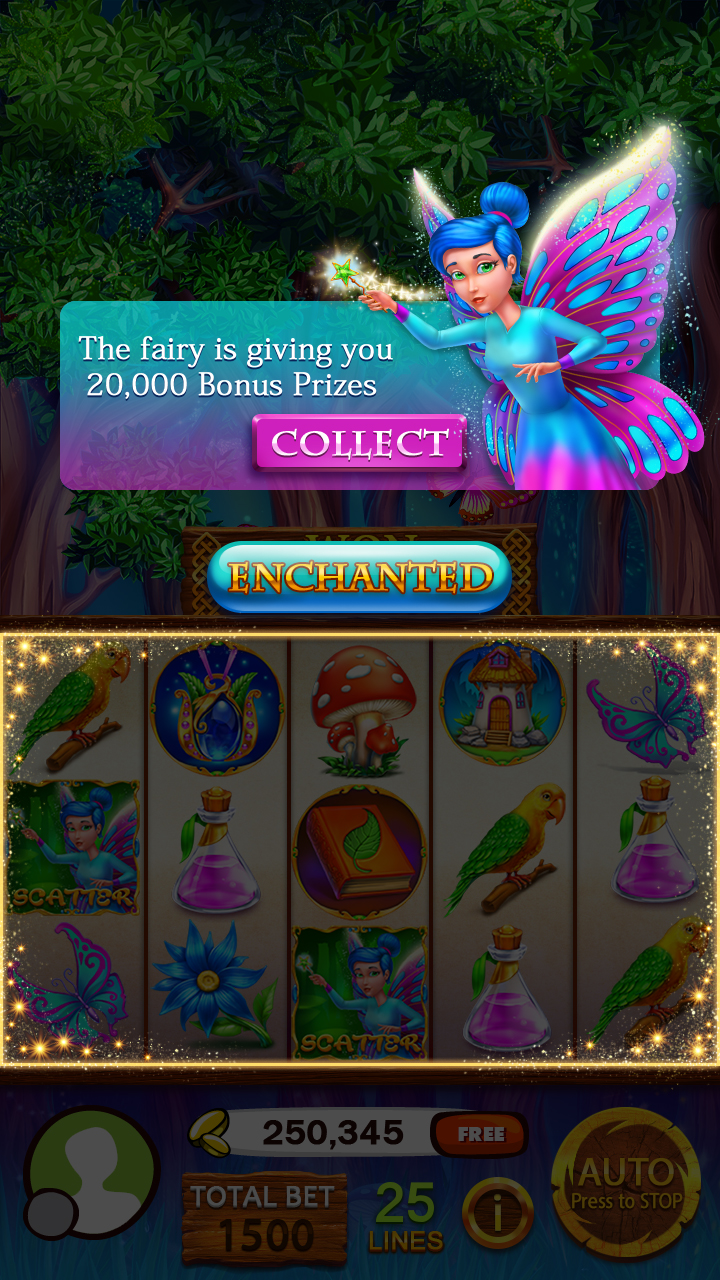 The fairy is giving you
20,000 Bonus Prizes
COLLECT
WON
ENCHANTED
SCATTER
SCATTER
250,345
FREE
TOTAL BET
1500
25
LINES
i
AUTO
Press to STOP